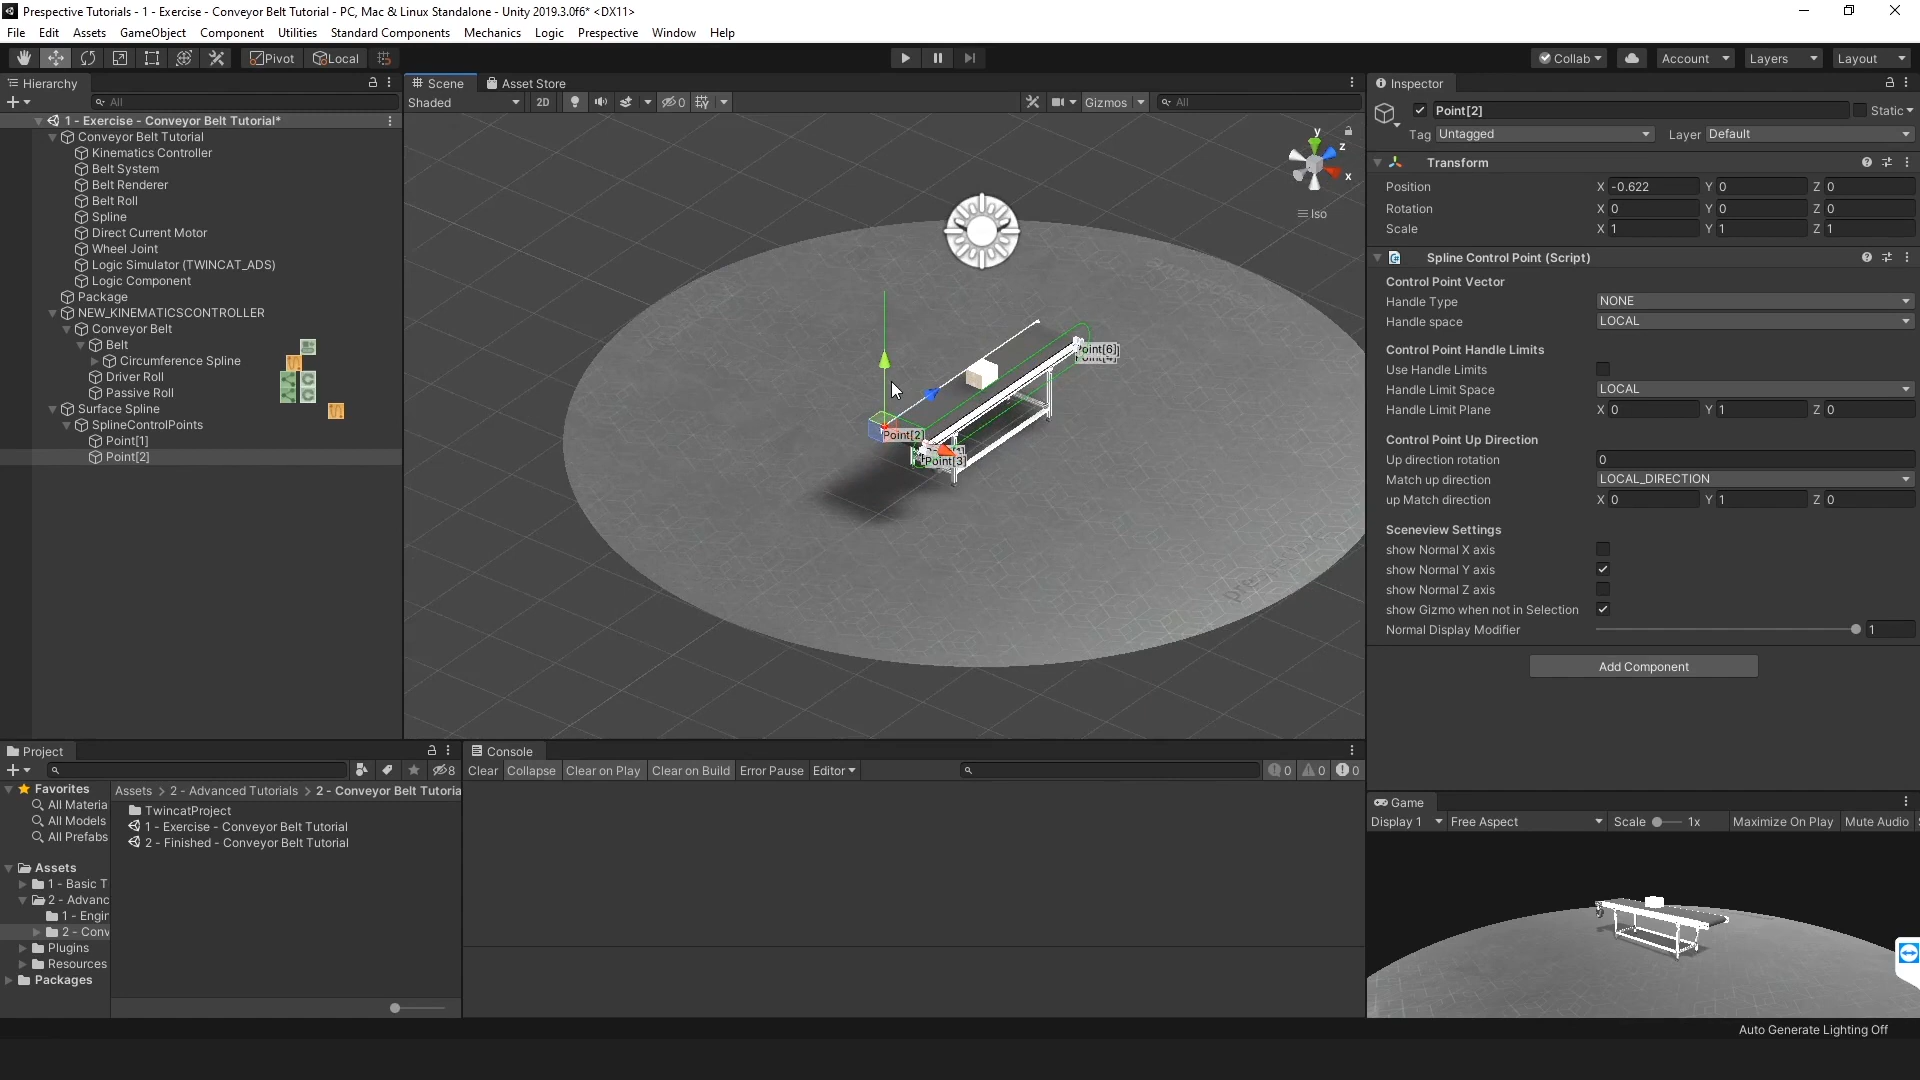 Prespective Tutorials - 1 - Exercise - Conveyor Belt Tutorial - PC, Mac & Linux Standalone - Unity 2019.3.0f6* <DX11>
File Edit Assets GameObject Component Utilities Standard Components Mechanics Logic Prespective Window Help
Pivot Local Collab Account Layers Layout
Hierarchy
All
1 - Exercise - Conveyor Belt Tutorial*
Conveyor Belt Tutorial
Kinematics Controller
Belt System
Belt Renderer
Belt Roll
Spline
Direct Current Motor
Wheel Joint
Logic Simulator (TWINCAT_ADS)
Logic Component
Package
NEW_KINEMATICSCONTROLLER
Conveyor Belt
Belt
Circumference Spline
Driver Roll
Passive Roll
Surface Spline
SplineControlPoints
Point[1]
Point[2]
Scene Asset Store
Shaded 2D 0 Gizmos All
y
z
x
Iso
Point[6]
Point[2]
Point[3]
Inspector
Point[2] Static
Tag Untagged Layer Default
Transform
Position X -0.622 Y 0 Z 0
Rotation X 0 Y 0 Z 0
Scale X 1 Y 1 Z 1
Spline Control Point (Script)
Control Point Vector
Handle Type NONE
Handle space LOCAL
Control Point Handle Limits
Use Handle Limits
Handle Limit Space LOCAL
Handle Limit Plane X 0 Y 1 Z 0
Control Point Up Direction
Up direction rotation 0
Match up direction LOCAL_DIRECTION
up Match direction X 0 Y 1 Z 0
Sceneview Settings
show Normal X axis
show Normal Y axis
show Normal Z axis
show Gizmo when not in Selection
Normal Display Modifier 1
Add Component
Project
8
Favorites
All Materia
All Models
All Prefabs
Assets
1 - Basic T
2 - Advanc
1 - Engin
2 - Conv
Plugins
Resources
Packages
Assets > 2 - Advanced Tutorials > 2 - Conveyor Belt Tutoria
TwincatProject
1 - Exercise - Conveyor Belt Tutorial
2 - Finished - Conveyor Belt Tutorial
Console
Clear Collapse Clear on Play Clear on Build Error Pause Editor 0 0 0
Game
Display 1 Free Aspect Scale 1x Maximize On Play Mute Audio
Auto Generate Lighting Off